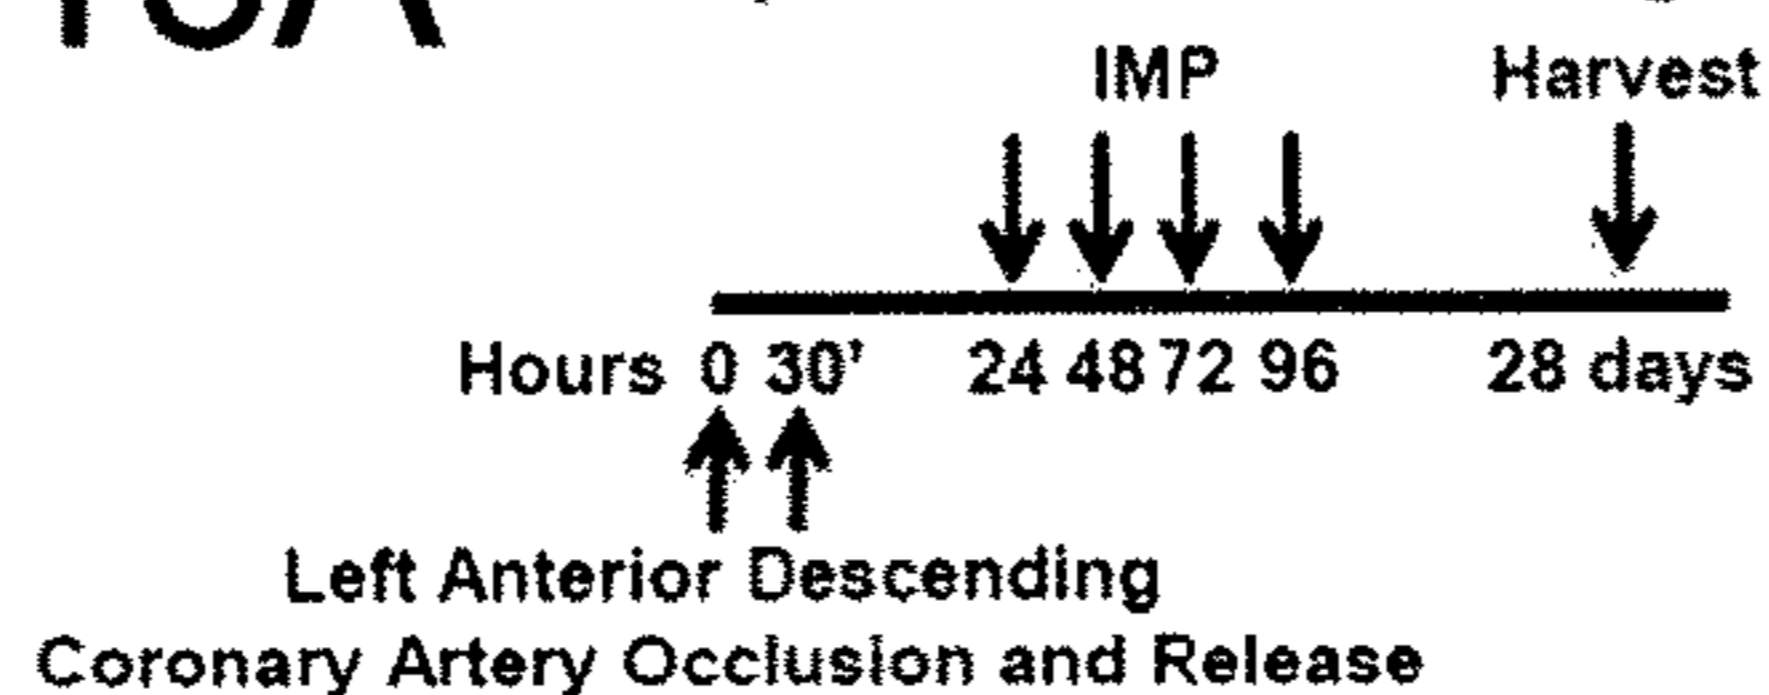 IMP Harvest
Hours 0 30' 24 48 72 96 28 days
Left Anterior Descending
Coronary Artery Occlusion and Release